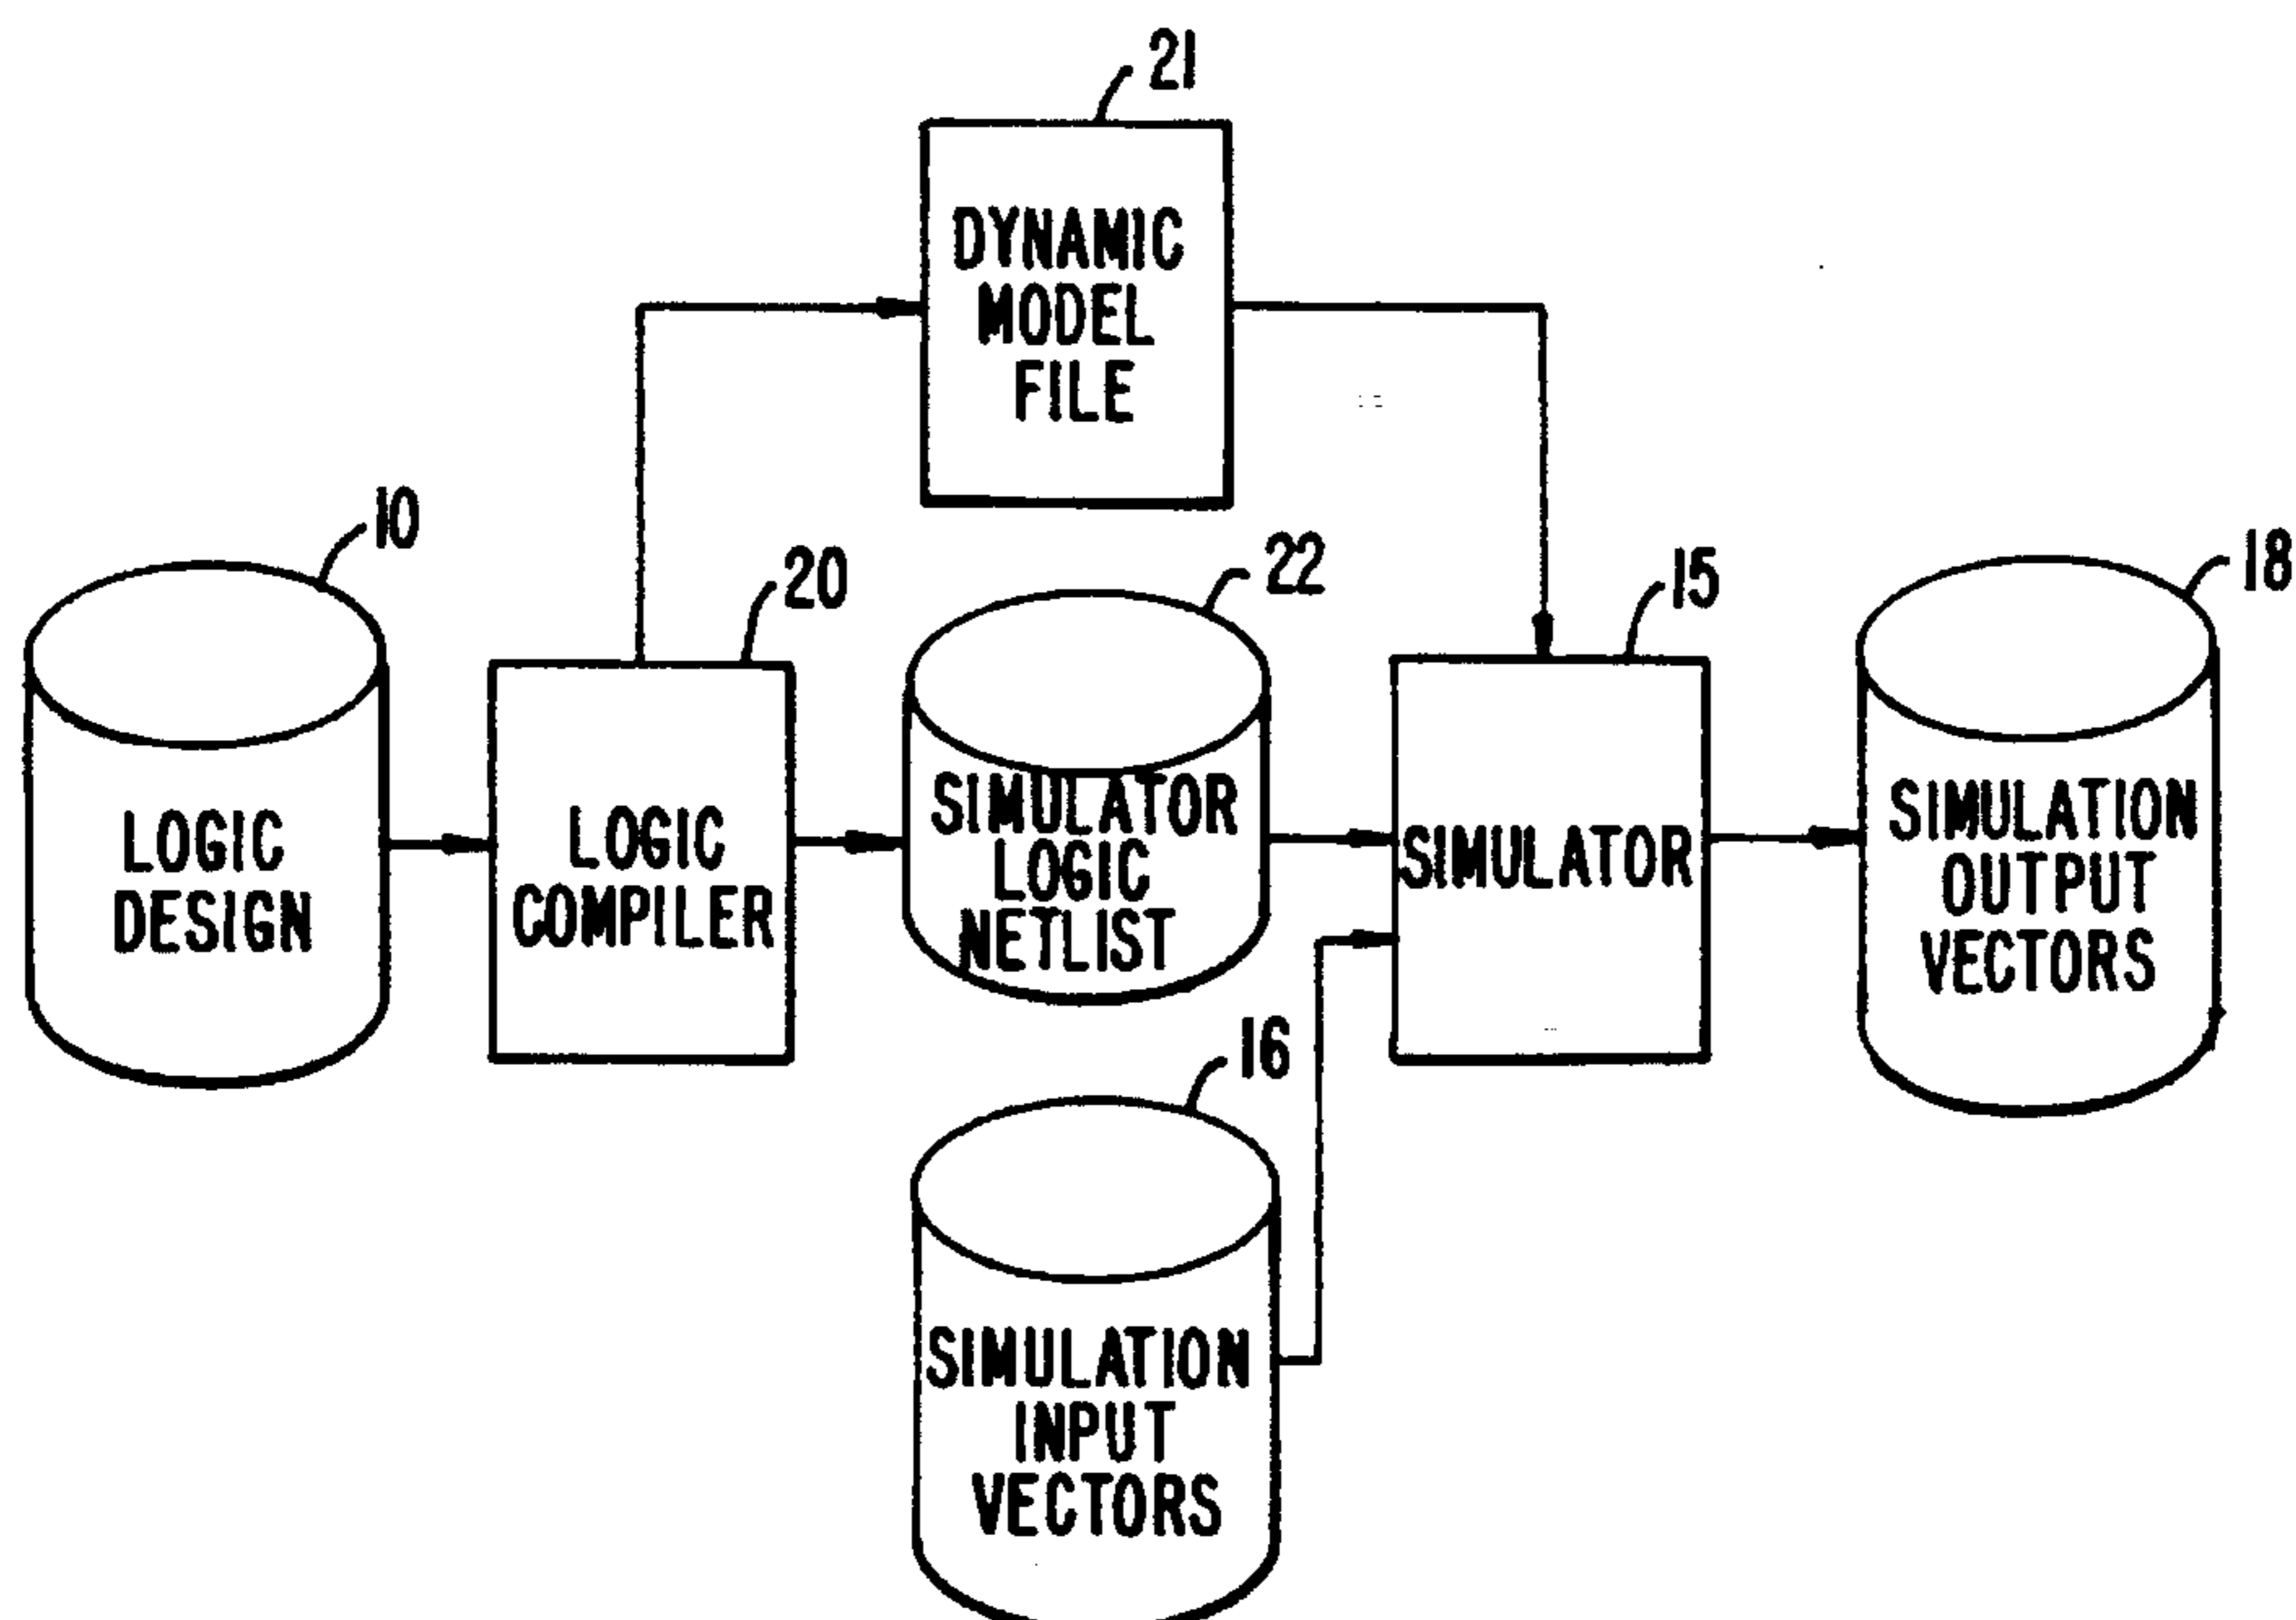 21
DYNAMIC
MODEL
FILE
10
LOGIC
DESIGN
20
LOGIC
COMPILER
22
SIMULATOR
LOGIC
NETLIST
15
SIMULATOR
18
SIMULATION
OUTPUT
VECTORS
16
SIMULATION
INPUT
VECTORS